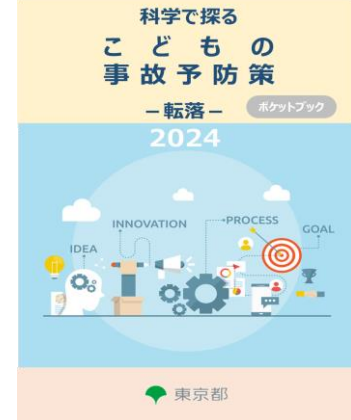 科学で探る
こどもの
事故予防策
－転落－
ポケットブック
2024
INNOVATION
PROCESS
GOAL
IDEA
東京都